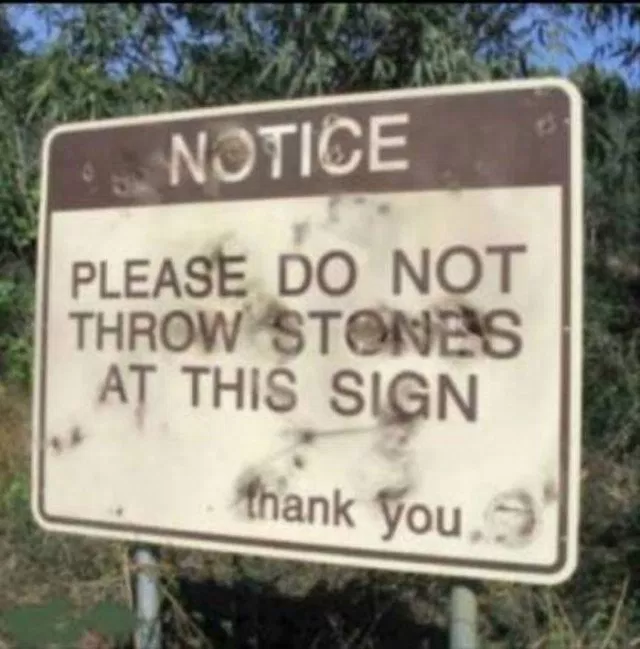 NOTICE
PLEASE DO NOT
THROW STONES
AT THIS SIGN
thank you